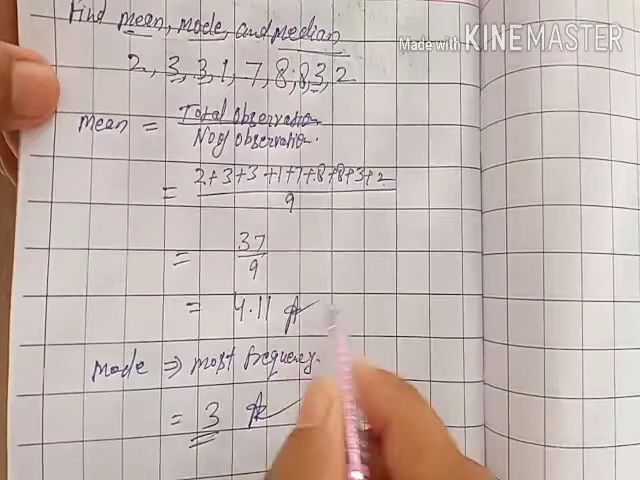 Find mean, mode, and median
Made with KINEMASTER
2, 3, 3, 1, 7, 8, 8, 3, 2
Mean = Total observation
No of observation.
= 2+3+3+1+7+8+8+3+2
9
= 37
9
= 4.11
Mode ⇒ most frequency.
= 3